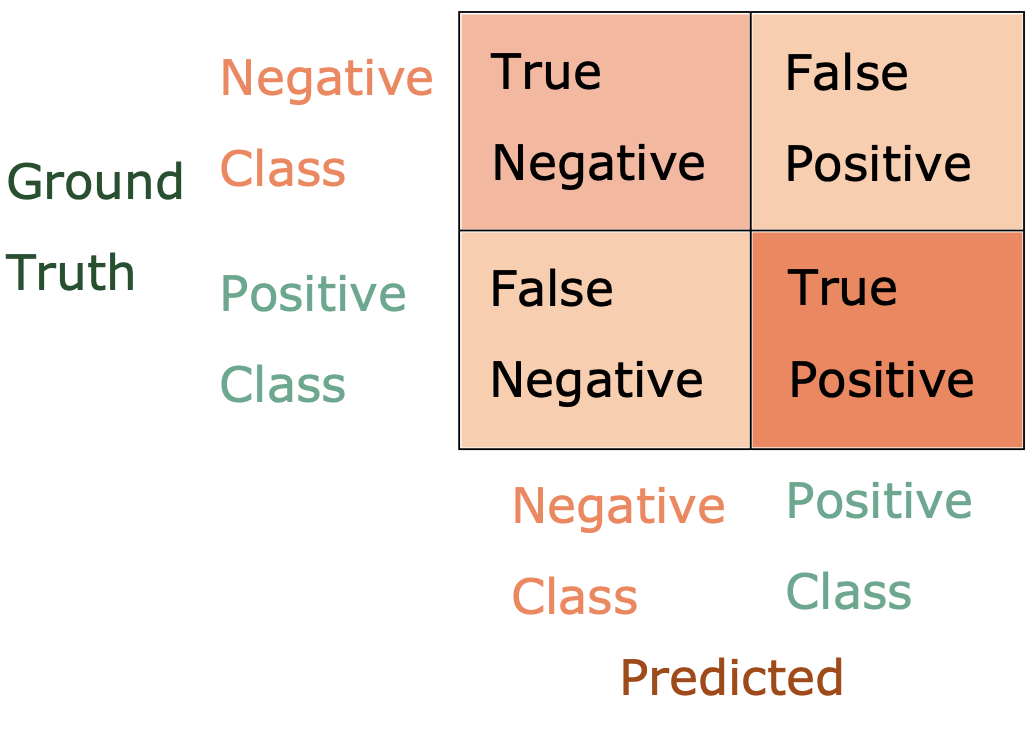 Negative
Class
True
Negative
False
Positive
Ground
Truth
Positive
Class
False
Negative
True
Positive
Negative
Class
Positive
Class
Predicted